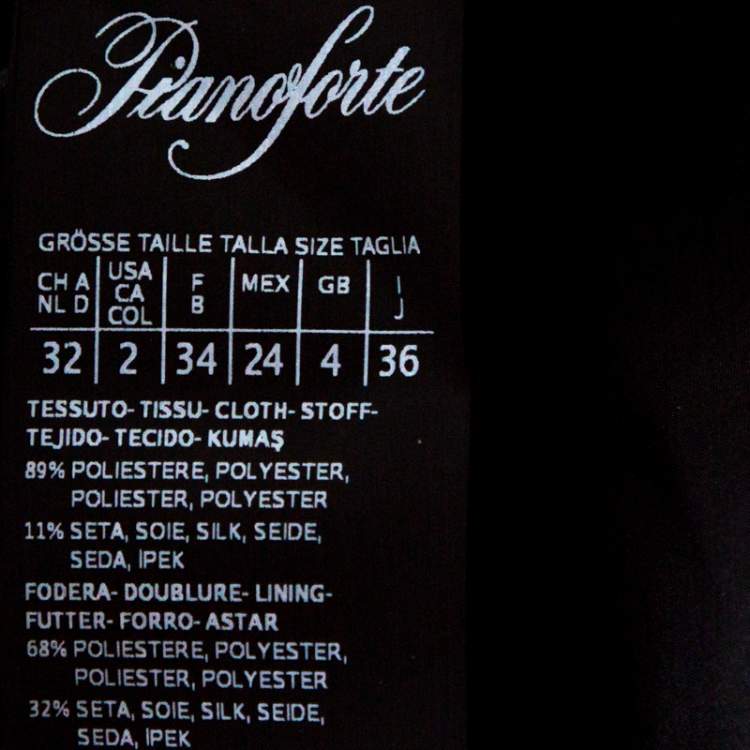 Pianoforte
GRÖSSE TAILLE TALLA SIZE TAGLIA
CH A NL D | USA CA COL | F B | MEX | GB | I J
32 | 2 | 34 | 24 | 4 | 36
TESSUTO- TISSU- CLOTH- STOFF-
TEJIDO- TECIDO- KUMAŞ
89% POLIESTERE, POLYESTER,
POLIESTER, POLYESTER
11% SETA, SOIE, SILK, SEIDE,
SEDA, İPEK
FODERA- DOUBLURE- LINING-
FUTTER- FORRO- ASTAR
68% POLIESTERE, POLYESTER,
POLIESTER, POLYESTER
32% SETA, SOIE, SILK, SEIDE,
SEDA, İPEK